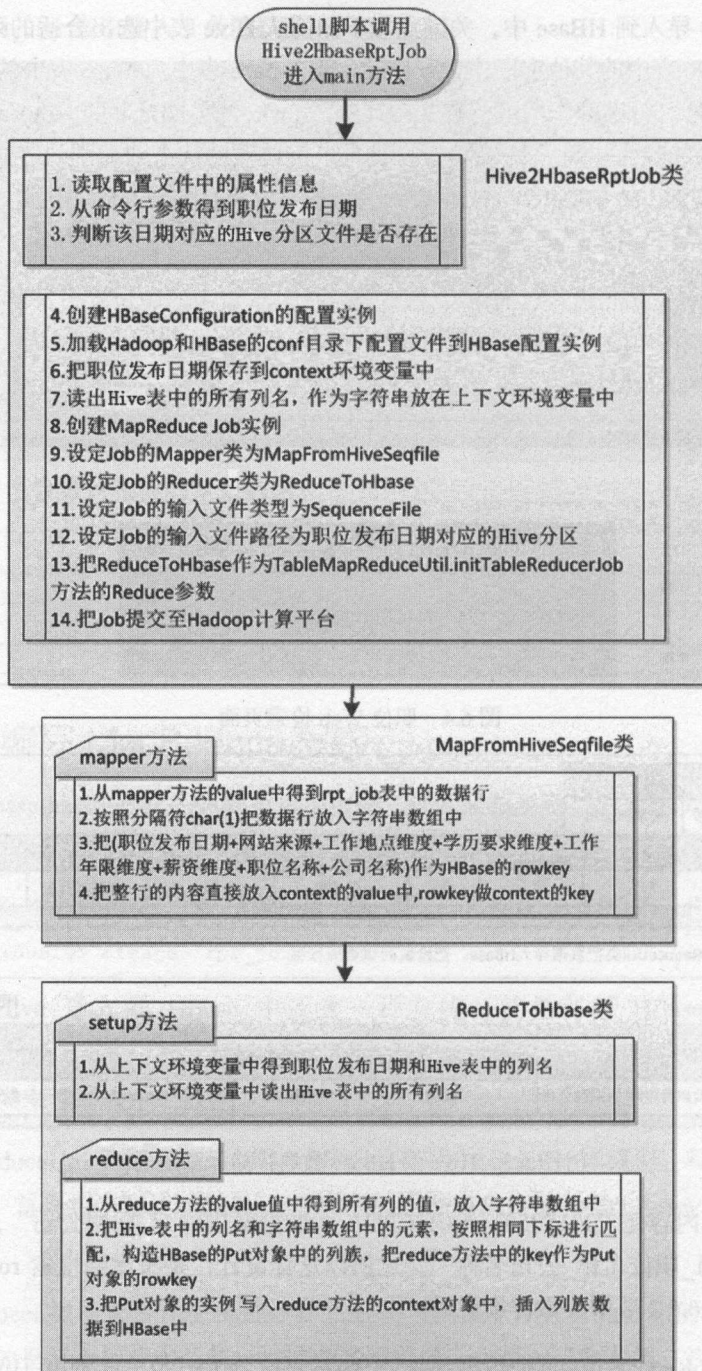 导入到 HBase 中。
shell脚本调用
Hive2HbaseRptJob
进入main方法
Hive2HbaseRptJob类
1. 读取配置文件中的属性信息
2. 从命令行参数得到职位发布日期
3. 判断该日期对应的Hive分区文件是否存在
4.创建HBaseConfiguration的配置实例
5.加载Hadoop和HBase的conf目录下配置文件到HBase配置实例
6.把职位发布日期保存到context环境变量中
7.读出Hive表中的所有列名，作为字符串放在上下文环境变量中
8.创建MapReduce Job实例
9.设定Job的Mapper类为MapFromHiveSeqfile
10.设定Job的Reducer类为ReduceToHbase
11.设定Job的输入文件类型为SequenceFile
12.设定Job的输入文件路径为职位发布日期对应的Hive分区
13.把ReduceToHbase作为TableMapReduceUtil.initTableReducerJob
方法的Reduce参数
14.把Job提交至Hadoop计算平台
MapFromHiveSeqfile类
mapper方法
1.从mapper方法的value中得到rpt_job表中的数据行
2.按照分隔符char(1)把数据行放入字符串数组中
3.把(职位发布日期+网站来源+工作地点维度+学历要求维度+工作
年限维度+薪资维度+职位名称+公司名称)作为HBase的rowkey
4.把整行的内容直接放入context的value中,rowkey做context的key
ReduceToHbase类
setup方法
1.从上下文环境变量中得到职位发布日期和Hive表中的列名
2.从上下文环境变量中读出Hive表中的所有列名
reduce方法
1.从reduce方法的value值中得到所有列的值，放入字符串数组中
2.把Hive表中的列名和字符串数组中的元素，按照相同下标进行匹
配，构造HBase的Put对象中的列族，把reduce方法中的key作为Put
对象的rowkey
3.把Put对象的实例写入reduce方法的context对象中，插入列族数
据到HBase中